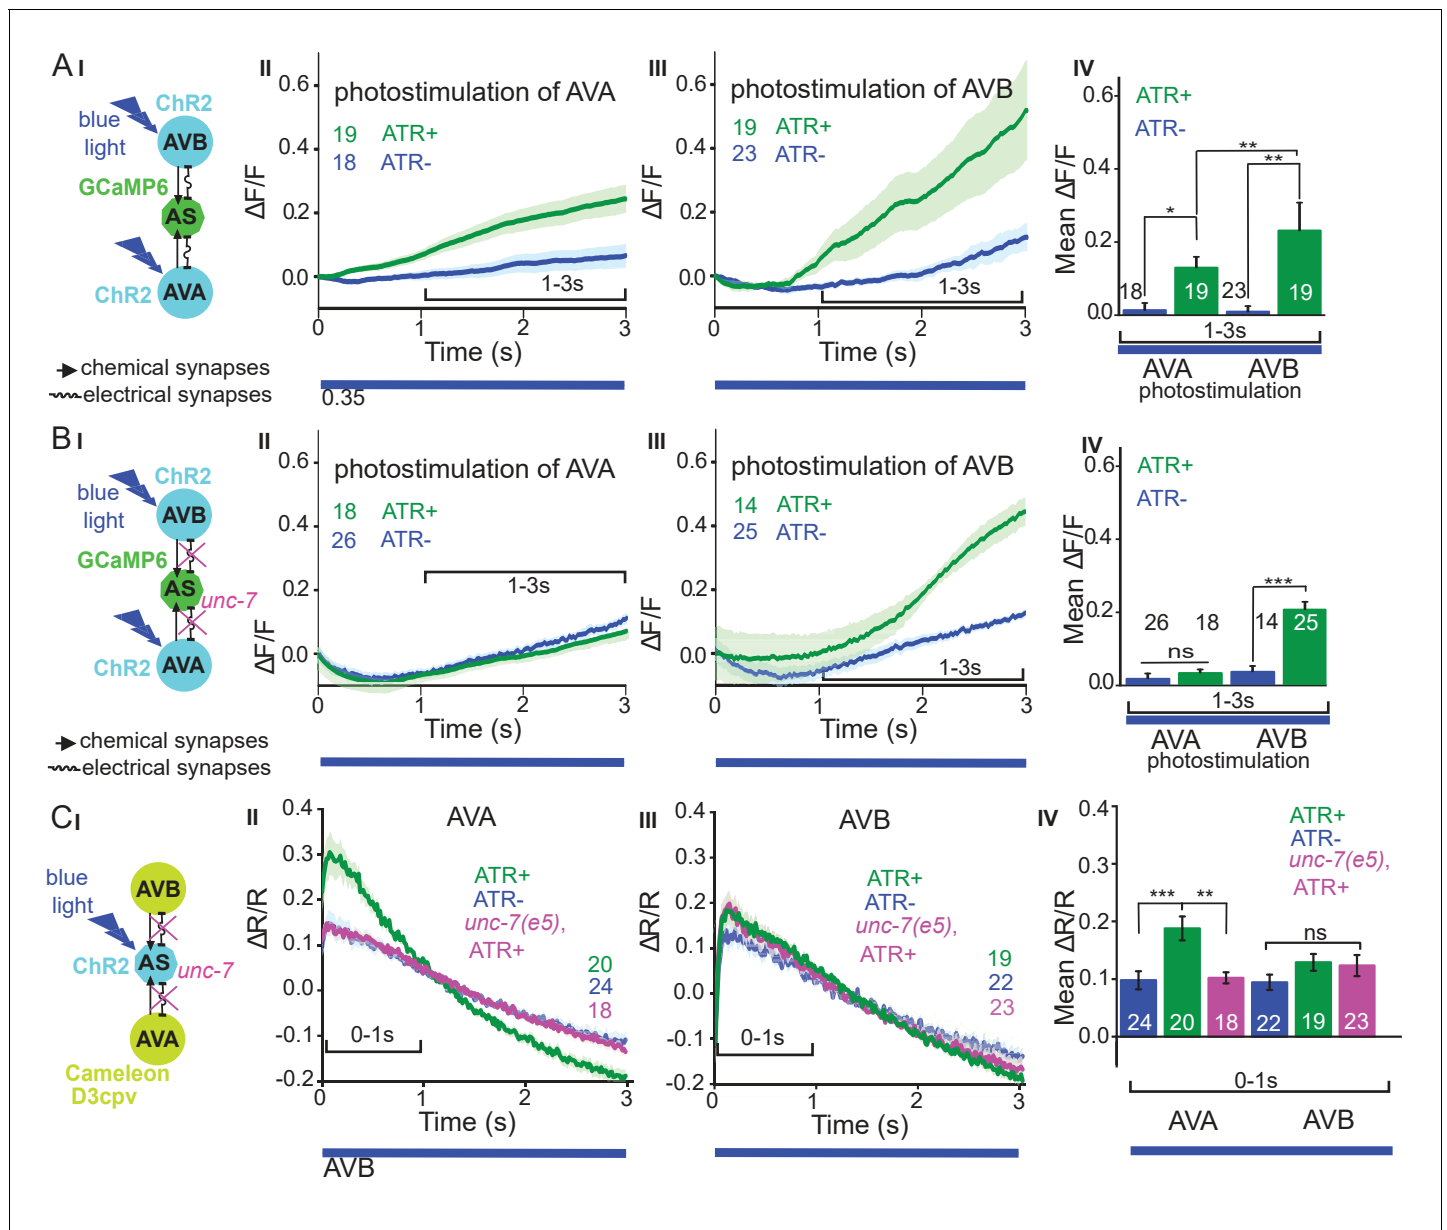 A I
ChR2
blue
light
AVB
GCaMP6
AS
ChR2
AVA
chemical synapses
electrical synapses
II
photostimulation of AVA
19 ATR+
18 ATR-
ΔF/F
0.6
0.4
0.2
0.0
1-3s
0 1 2 3
Time (s)
0.35
III
photostimulation of AVB
19 ATR+
23 ATR-
ΔF/F
0.6
0.4
0.2
0.0
1-3s
0 1 2 3
Time (s)
IV
ATR+
ATR-
Mean ΔF/F
0.6
0.4
0.2
0.0
** 
**
*
18 19 23 19
1-3s
AVA AVB
photostimulation
B I
ChR2
blue
light
AVB
GCaMP6
AS
unc-7
ChR2
AVA
chemical synapses
electrical synapses
II
photostimulation of AVA
18 ATR+
26 ATR-
ΔF/F
0.6
0.4
0.2
0.0
1-3s
0 1 2 3
Time (s)
III
photostimulation of AVB
14 ATR+
25 ATR-
ΔF/F
0.6
0.4
0.2
0.0
1-3s
0 1 2 3
Time (s)
IV
ATR+
ATR-
Mean ΔF/F
0.6
0.4
0.2
0.0
***
26 18 14 25
ns
1-3s
AVA AVB
photostimulation
C I
AVB
blue
light
ChR2
AS
unc-7
AVA
Cameleon
D3cpv
II
AVA
ATR+
ATR-
unc-7(e5),
ATR+
20
24
18
ΔR/R
0.4
0.3
0.2
0.1
0.0
-0.1
-0.2
0-1s
0 1 2 3
Time (s)
AVB
III
AVB
ATR+
ATR-
unc-7(e5),
ATR+
19
22
23
ΔR/R
0.4
0.3
0.2
0.1
0.0
-0.1
-0.2
0-1s
0 1 2 3
Time (s)
IV
ATR+
ATR-
unc-7(e5),
ATR+
Mean ΔR/R
0.4
0.3
0.2
0.1
0.0
*** **
ns
24 20 18 22 19 23
0-1s
AVA AVB